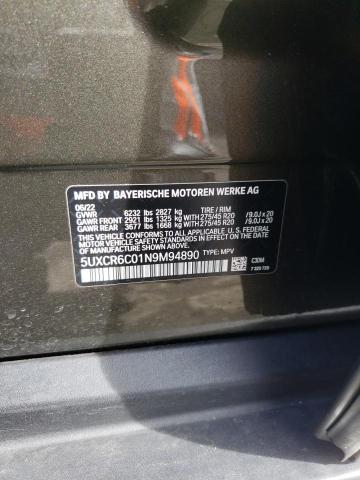 MFD BY BAYERISCHE MOTOREN WERKE AG
06/22
GVWR 6232 lbs 2827 kg TIRE / RIM
GAWR FRONT 2921 lbs 1325 kg WITH 275/45 R20 / 9.0J x 20
GAWR REAR 3677 lbs 1668 kg WITH 275/45 R20 / 9.0J x 20
THIS VEHICLE CONFORMS TO ALL APPLICABLE U.S. FEDERAL
MOTOR VEHICLE SAFETY STANDARDS IN EFFECT ON THE DATE
OF MANUFACTURE SHOWN ABOVE.
5UXCR6C01N9M94890 TYPE: MPV
C3DM